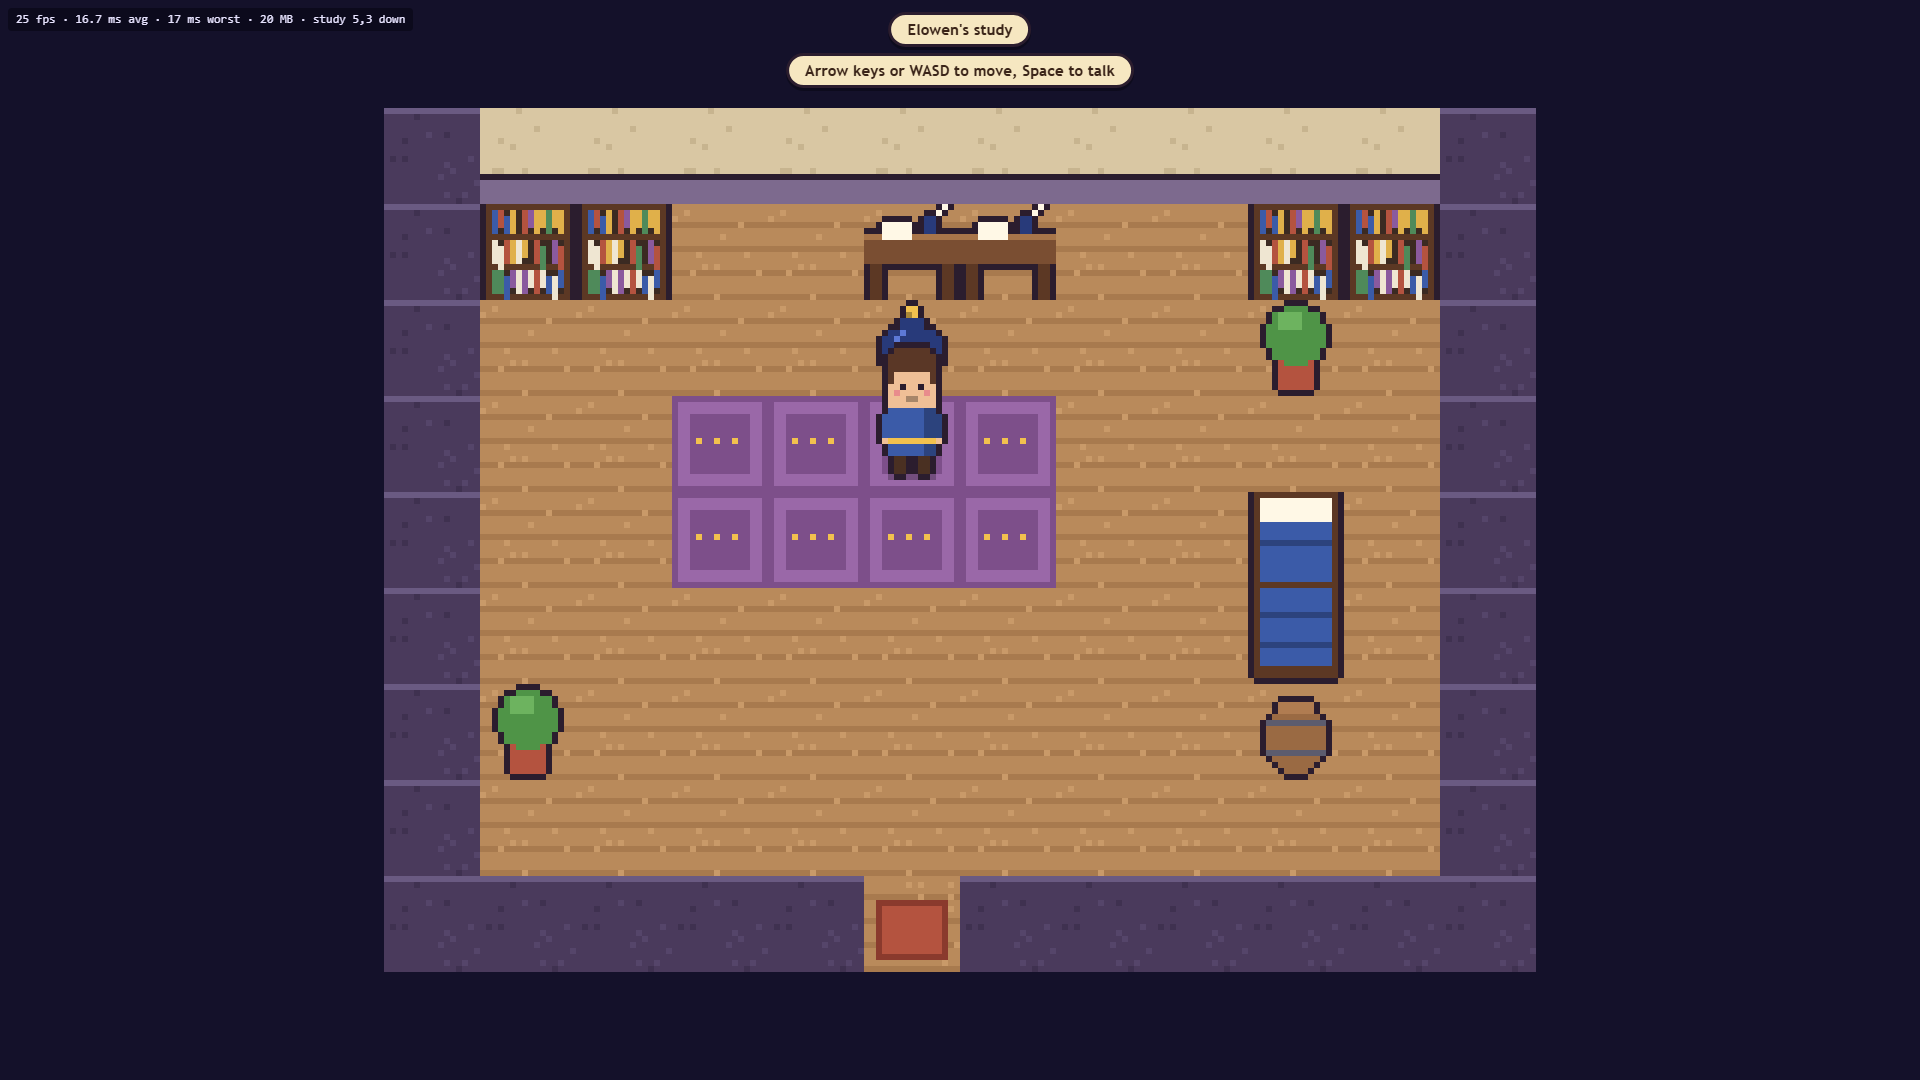 25 fps · 16.7 ms avg · 17 ms worst · 20 MB · study 5,3 down
Elowen's study
Arrow keys or WASD to move, Space to talk